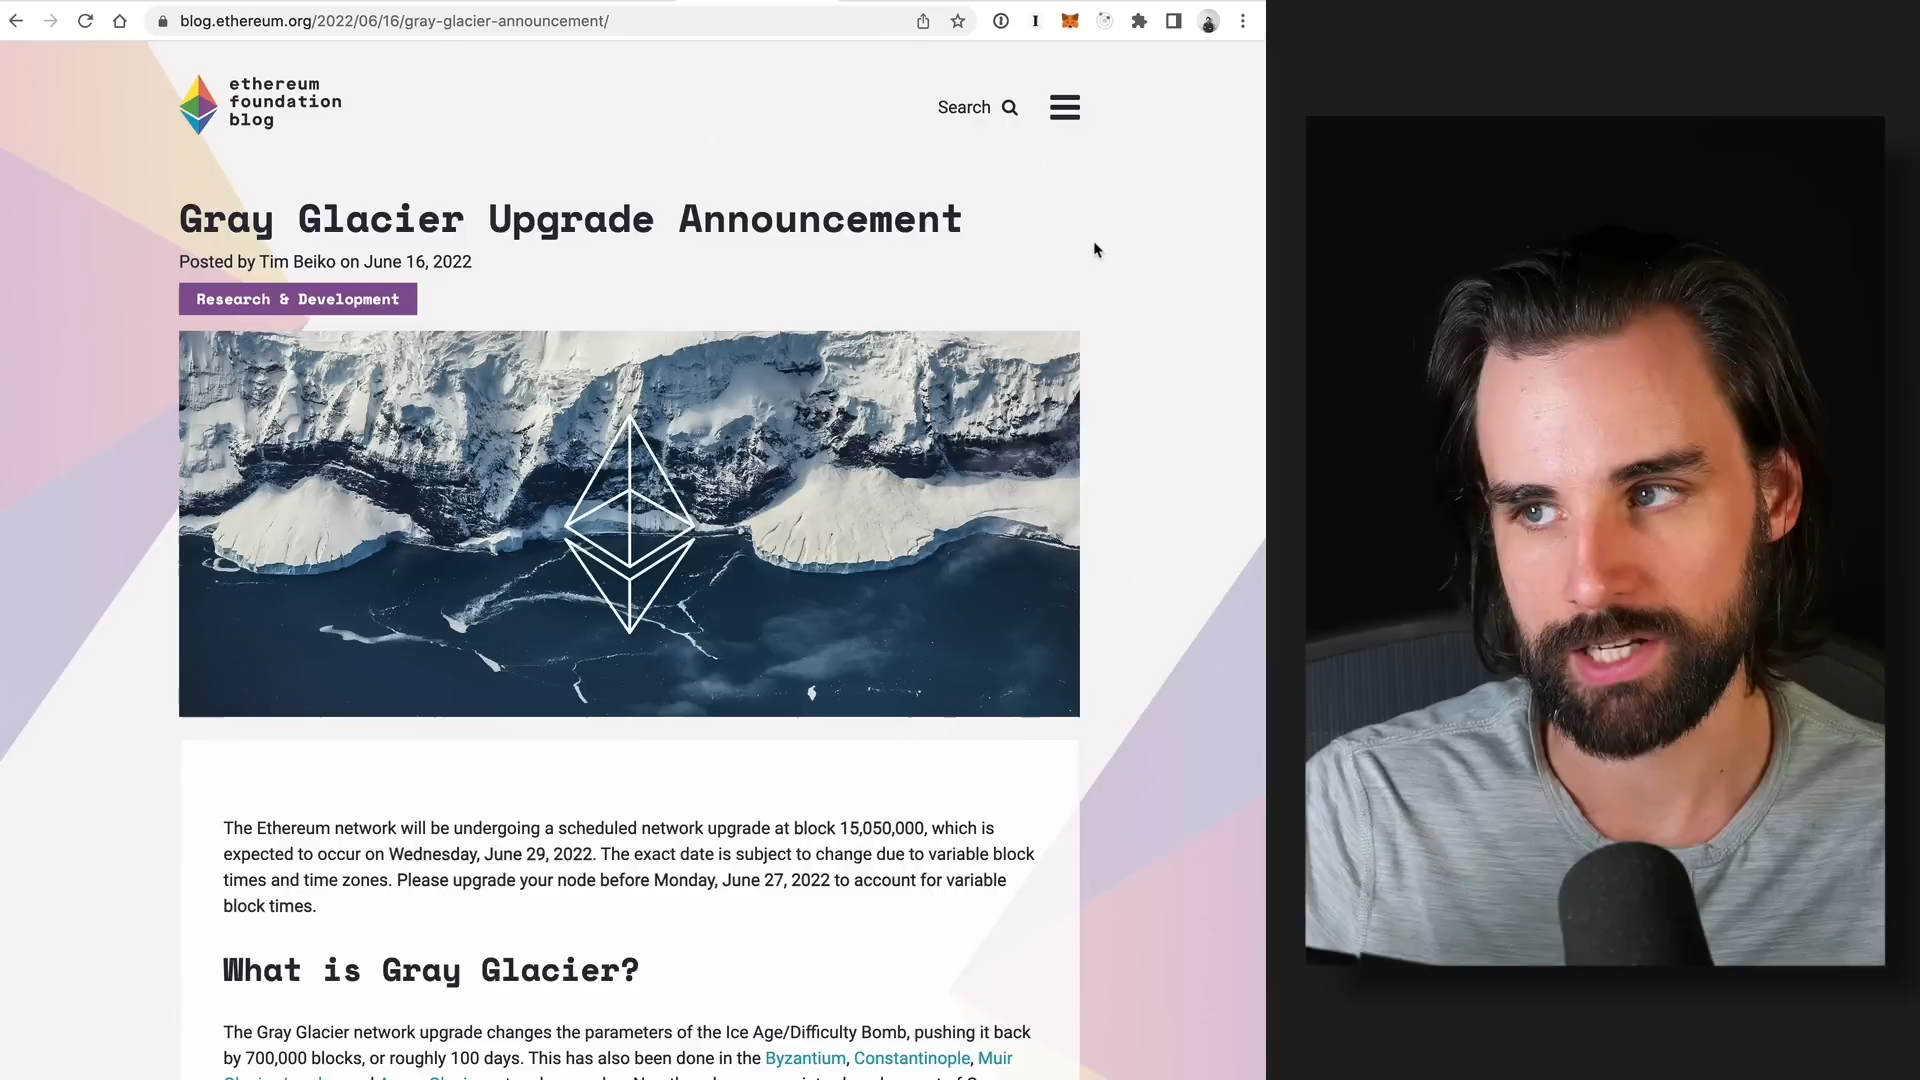 blog.ethereum.org/2022/06/16/gray-glacier-announcement/
ethereum
foundation
blog
Search
Gray Glacier Upgrade Announcement
Posted by Tim Beiko on June 16, 2022
Research & Development
The Ethereum network will be undergoing a scheduled network upgrade at block 15,050,000, which is
expected to occur on Wednesday, June 29, 2022. The exact date is subject to change due to variable block
times and time zones. Please upgrade your node before Monday, June 27, 2022 to account for variable
block times.
What is Gray Glacier?
The Gray Glacier network upgrade changes the parameters of the Ice Age/Difficulty Bomb, pushing it back
by 700,000 blocks, or roughly 100 days. This has also been done in the Byzantium, Constantinople, Muir